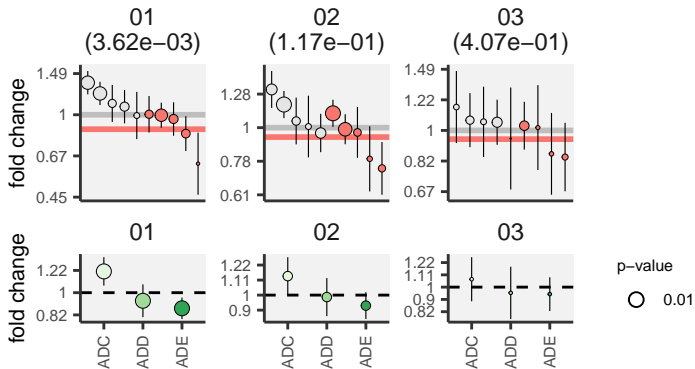 01 02 03
(3.62e−03) (1.17e−01) (4.07e−01)
fold change
1.49
1
0.67
0.45
1.28
1
0.78
0.61
1.49
1.22
1
0.82
0.67
01 02 03
fold change
1.22
1
0.82
1.22
1.11
1
0.9
1.22
1.11
1
0.9
0.82
ADC ADD ADE
ADC ADD ADE
ADC ADD ADE
p−value
0.01